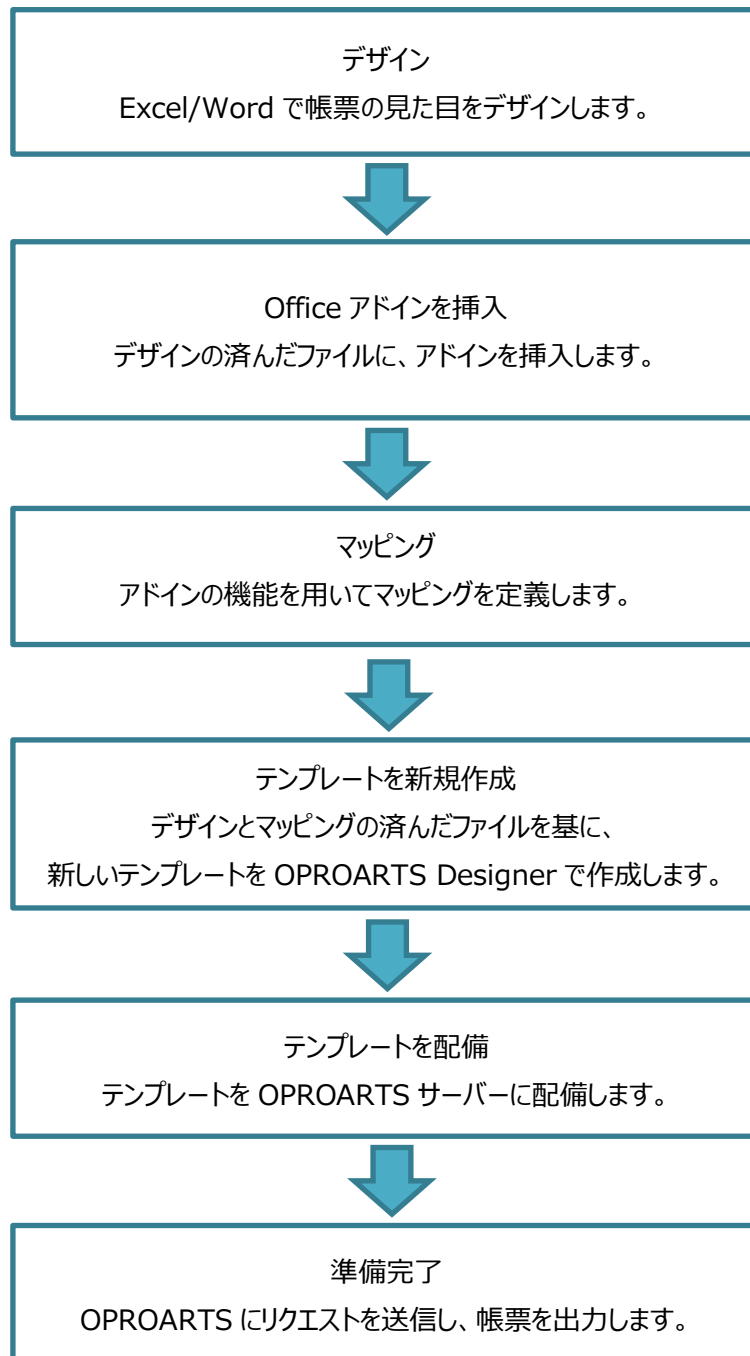 デザイン
Excel/Word で帳票の見た目をデザインします。
Office アドインを挿入
デザインの済んだファイルに、アドインを挿入します。
マッピング
アドインの機能を用いてマッピングを定義します。
テンプレートを新規作成
デザインとマッピングの済んだファイルを基に、
新しいテンプレートを OPROARTS Designer で作成します。
テンプレートを配備
テンプレートを OPROARTS サーバーに配備します。
準備完了
OPROARTS にリクエストを送信し、帳票を出力します。